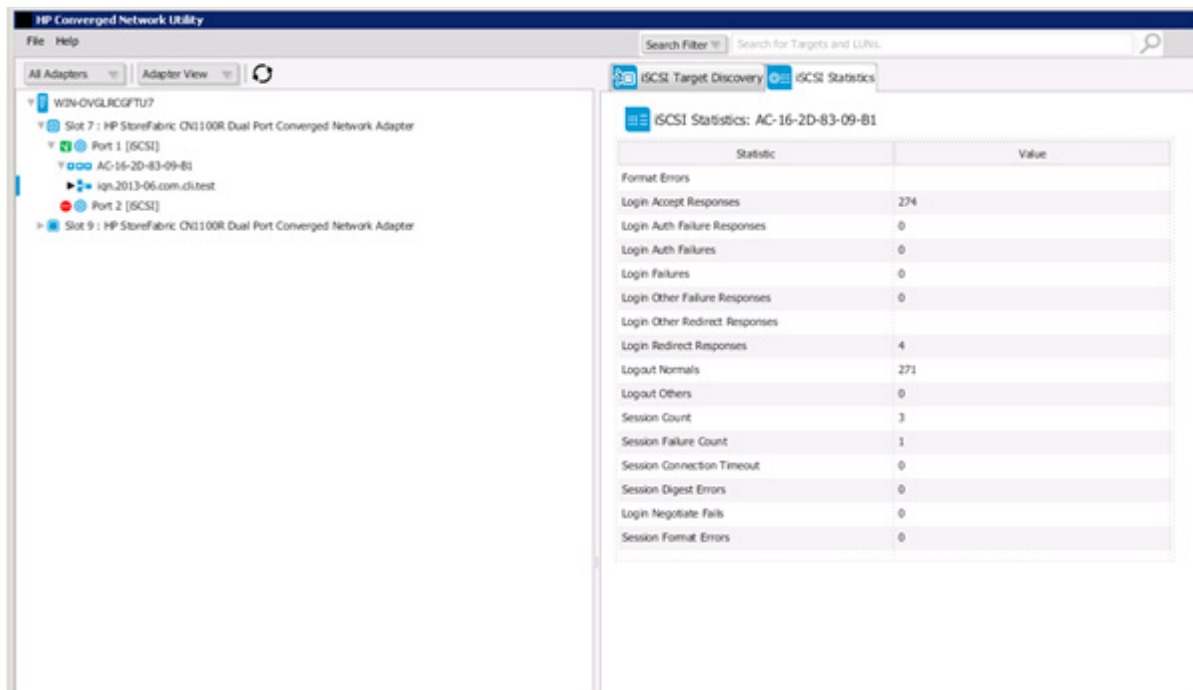 HP Converged Network Utility
File Help
Search Filter Search for Targets and LUNs.
All Adapters Adapter View
iSCSI Target Discovery iSCSI Statistics
WIN-OVGLRCGFTU7
Slot 7 : HP StoreFabric CN1100R Dual Port Converged Network Adapter
Port 1 [iSCSI]
AC-16-2D-83-09-B1
iqn.2013-06.com.cli.test
Port 2 [iSCSI]
Slot 9 : HP StoreFabric CN1100R Dual Port Converged Network Adapter
iSCSI Statistics: AC-16-2D-83-09-B1
Statistic Value
Format Errors
Login Accept Responses 274
Login Auth Failure Responses 0
Login Auth Failures 0
Login Failures 0
Login Other Failure Responses 0
Login Other Redirect Responses
Login Redirect Responses 4
Logout Normals 271
Logout Others 0
Session Count 3
Session Failure Count 1
Session Connection Timeout 0
Session Digest Errors 0
Login Negotiate Fails 0
Session Format Errors 0